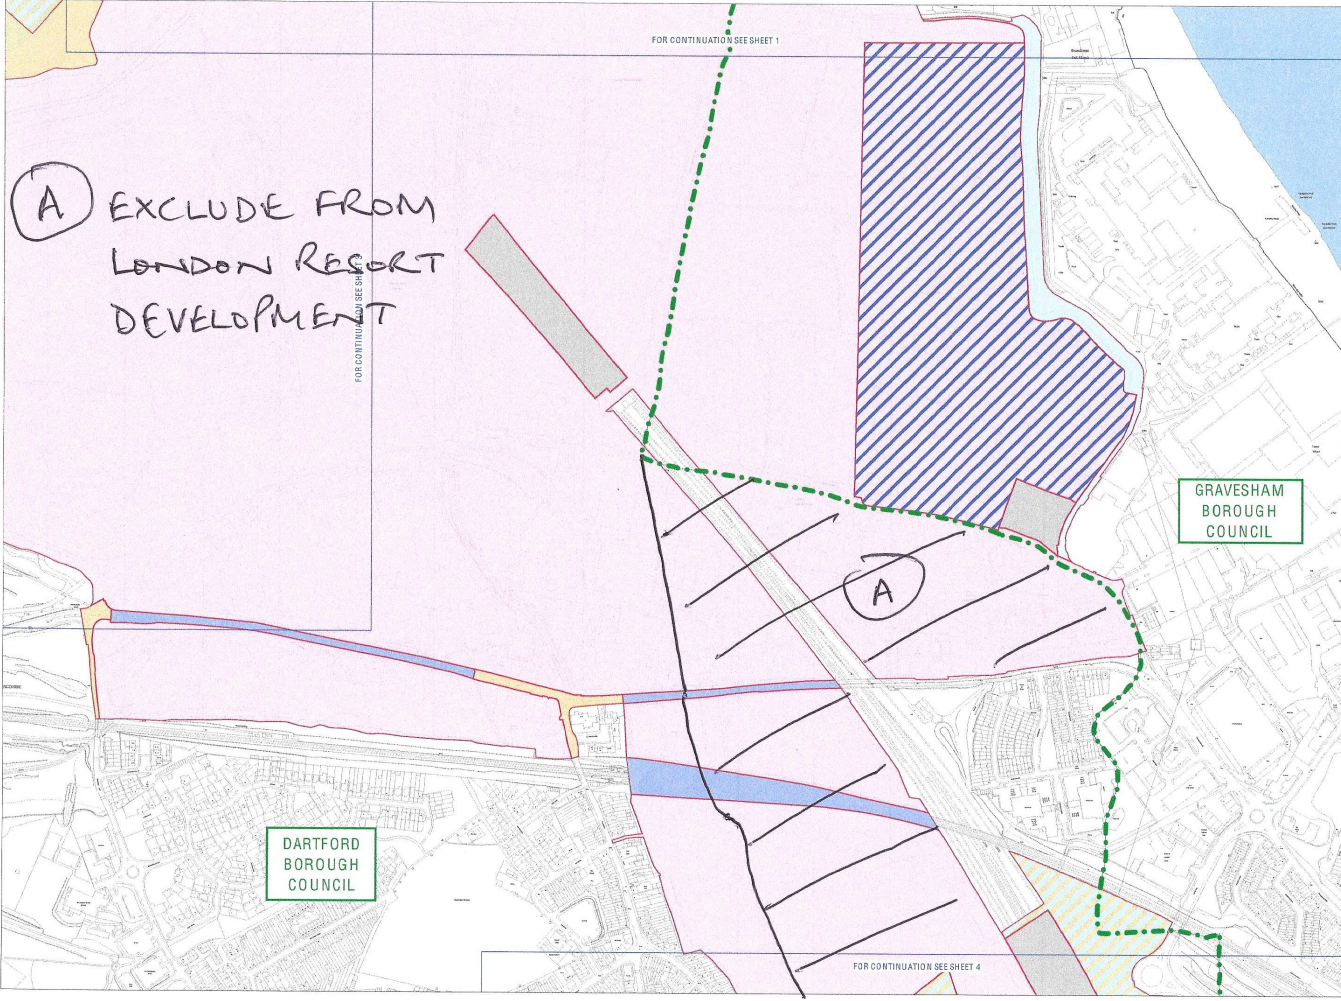 FOR CONTINUATION SEE SHEET 1
A
EXCLUDE FROM
LONDON RESORT
DEVELOPMENT
FOR CONTINUATION SEE SHEET 3
GRAVESHAM
BOROUGH
COUNCIL
A
DARTFORD
BOROUGH
COUNCIL
FOR CONTINUATION SEE SHEET 4